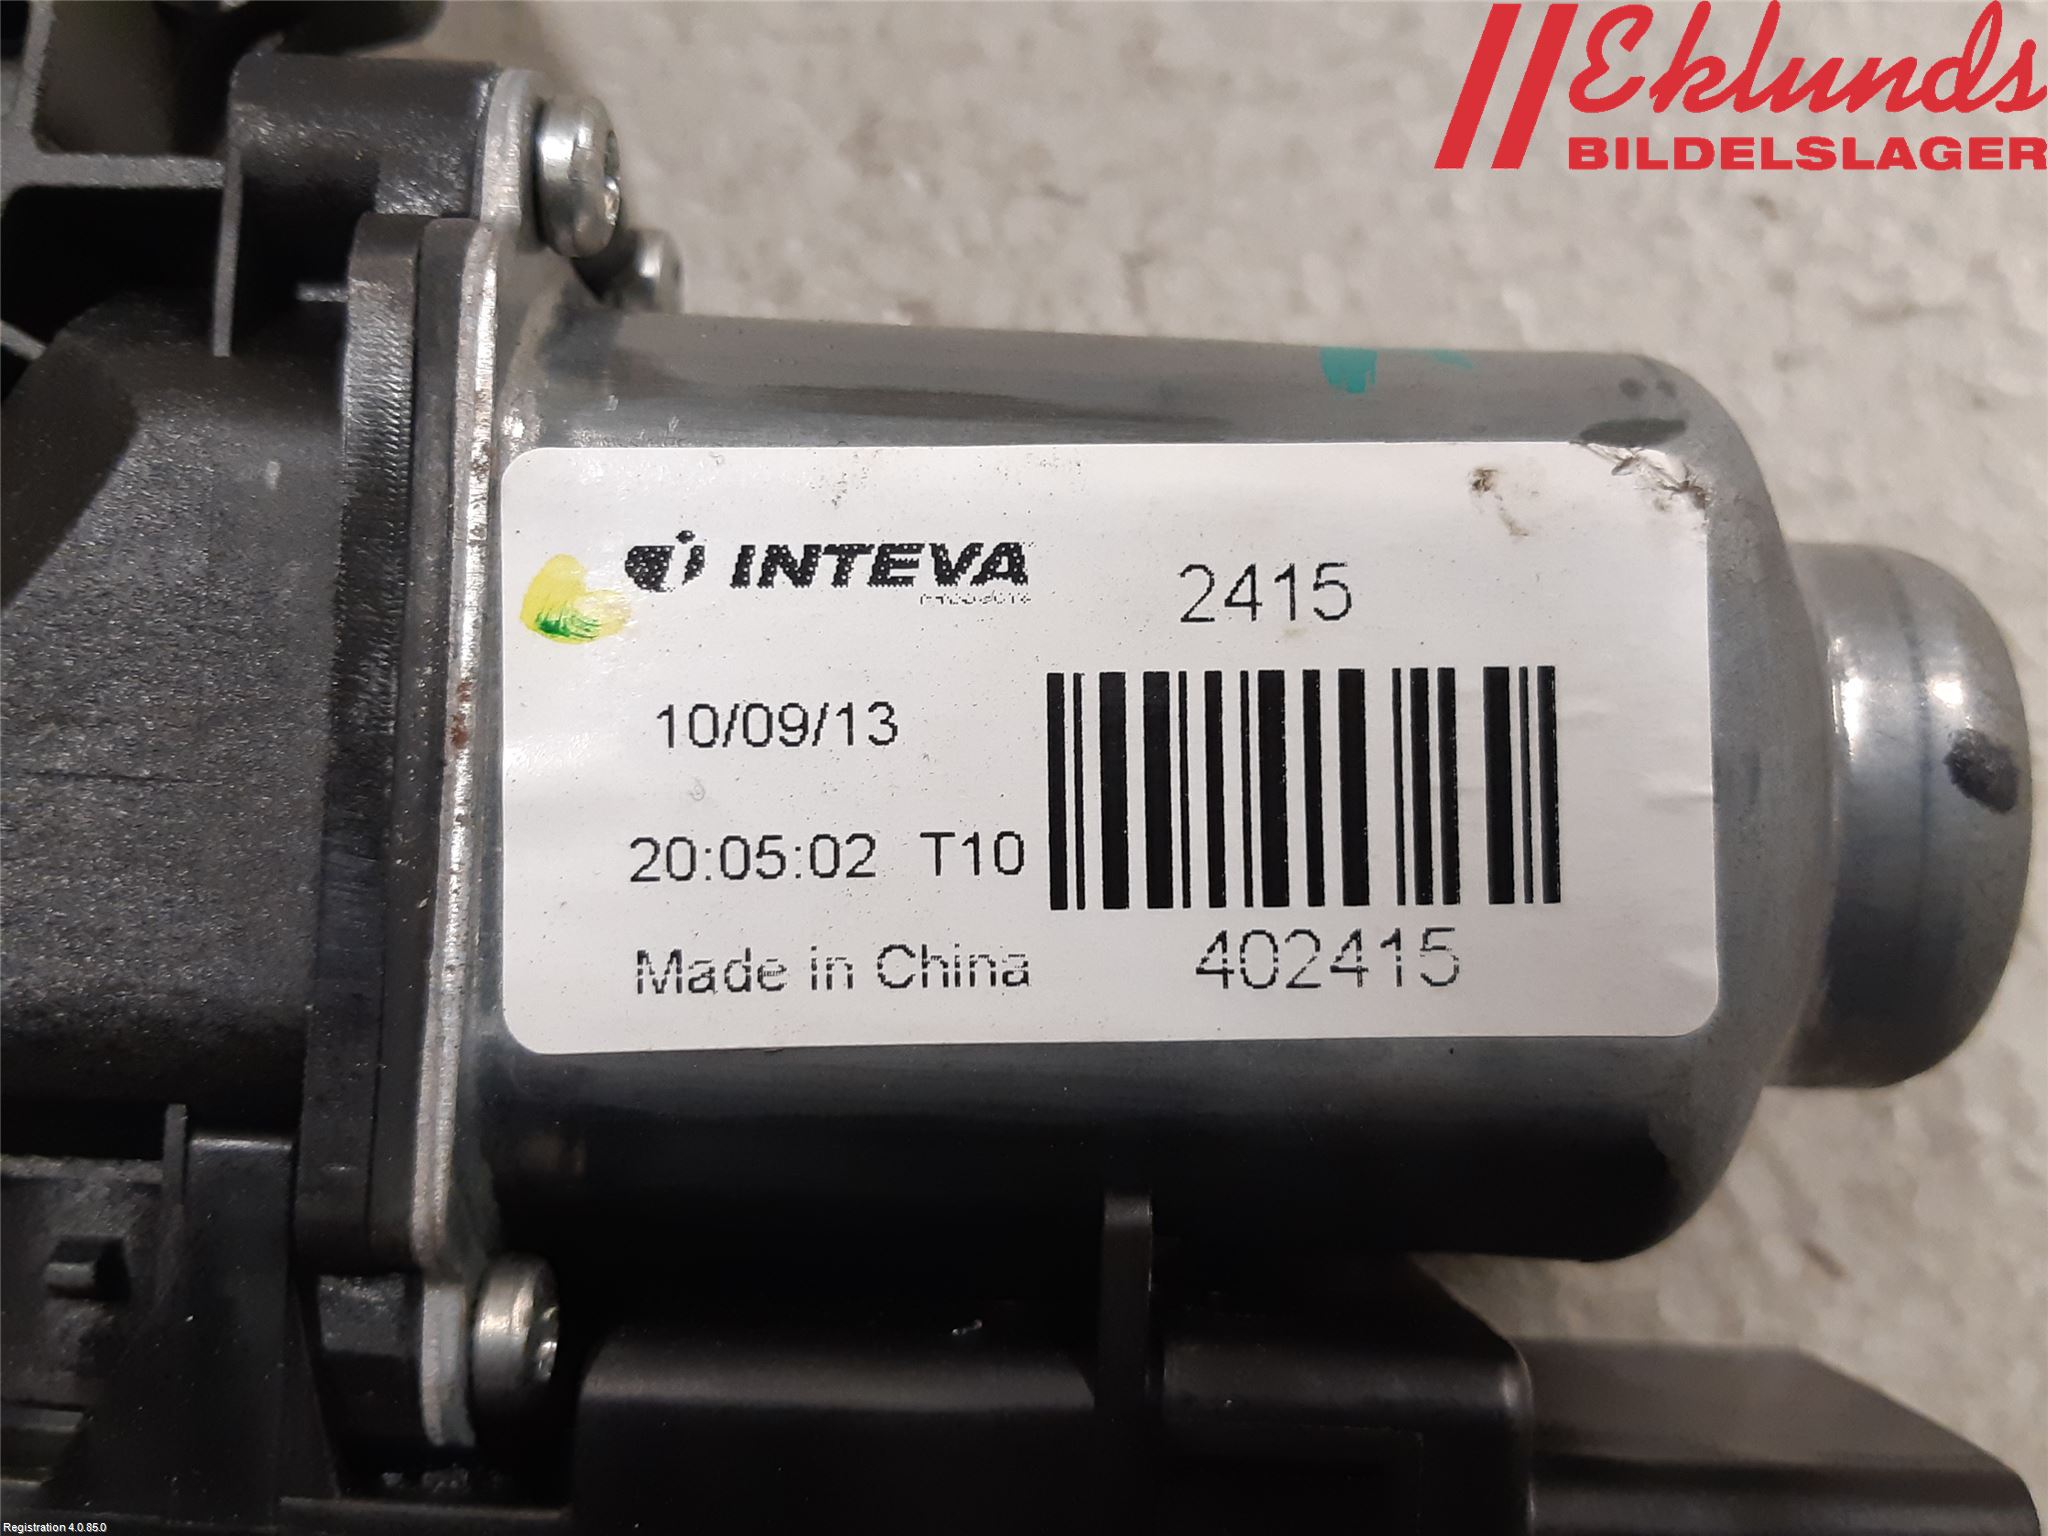 Eklunds
BILDELSLAGER
INTEVA
PRODUCTS
2415
10/09/13
20:05:02 T10
Made in China
402415
Registration 4.0.85.0